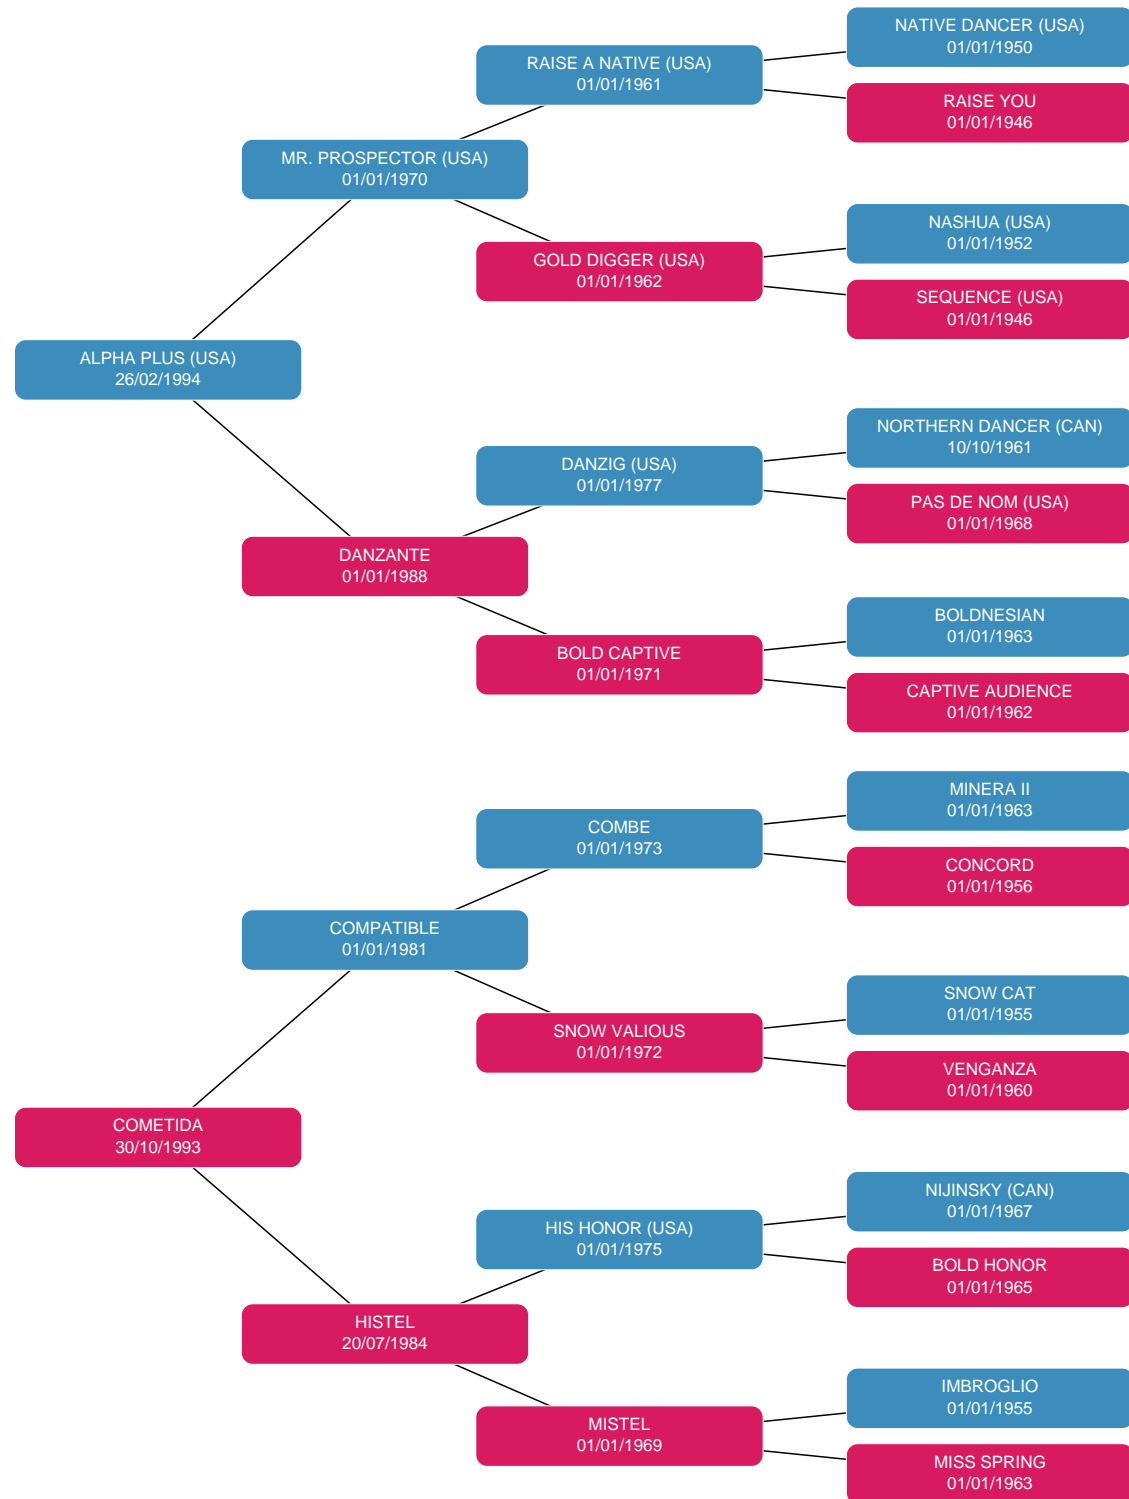 NATIVE DANCER (USA)
01/01/1950
RAISE A NATIVE (USA)
01/01/1961
RAISE YOU
01/01/1946
MR. PROSPECTOR (USA)
01/01/1970
NASHUA (USA)
01/01/1952
GOLD DIGGER (USA)
01/01/1962
SEQUENCE (USA)
01/01/1946
ALPHA PLUS (USA)
26/02/1994
NORTHERN DANCER (CAN)
10/10/1961
DANZIG (USA)
01/01/1977
PAS DE NOM (USA)
01/01/1968
DANZANTE
01/01/1988
BOLDNESIAN
01/01/1963
BOLD CAPTIVE
01/01/1971
CAPTIVE AUDIENCE
01/01/1962
MINERA II
01/01/1963
COMBE
01/01/1973
CONCORD
01/01/1956
COMPATIBLE
01/01/1981
SNOW CAT
01/01/1955
SNOW VALIOUS
01/01/1972
VENGANZA
01/01/1960
COMETIDA
30/10/1993
NIJINSKY (CAN)
01/01/1967
HIS HONOR (USA)
01/01/1975
BOLD HONOR
01/01/1965
HISTEL
20/07/1984
IMBROGLIO
01/01/1955
MISTEL
01/01/1969
MISS SPRING
01/01/1963